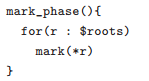 mark_phase(){
  for(r : $roots)
    mark(*r)
}